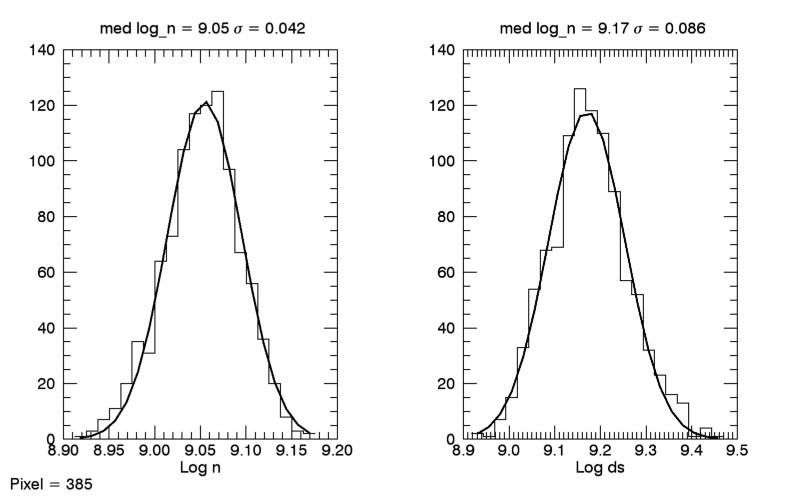 med log_n = 9.05 σ = 0.042
140
120
100
80
60
40
20
0
8.90 8.95 9.00 9.05 9.10 9.15 9.20
Log n
med log_n = 9.17 σ = 0.086
140
120
100
80
60
40
20
0
8.9 9.0 9.1 9.2 9.3 9.4 9.5
Log ds
Pixel = 385